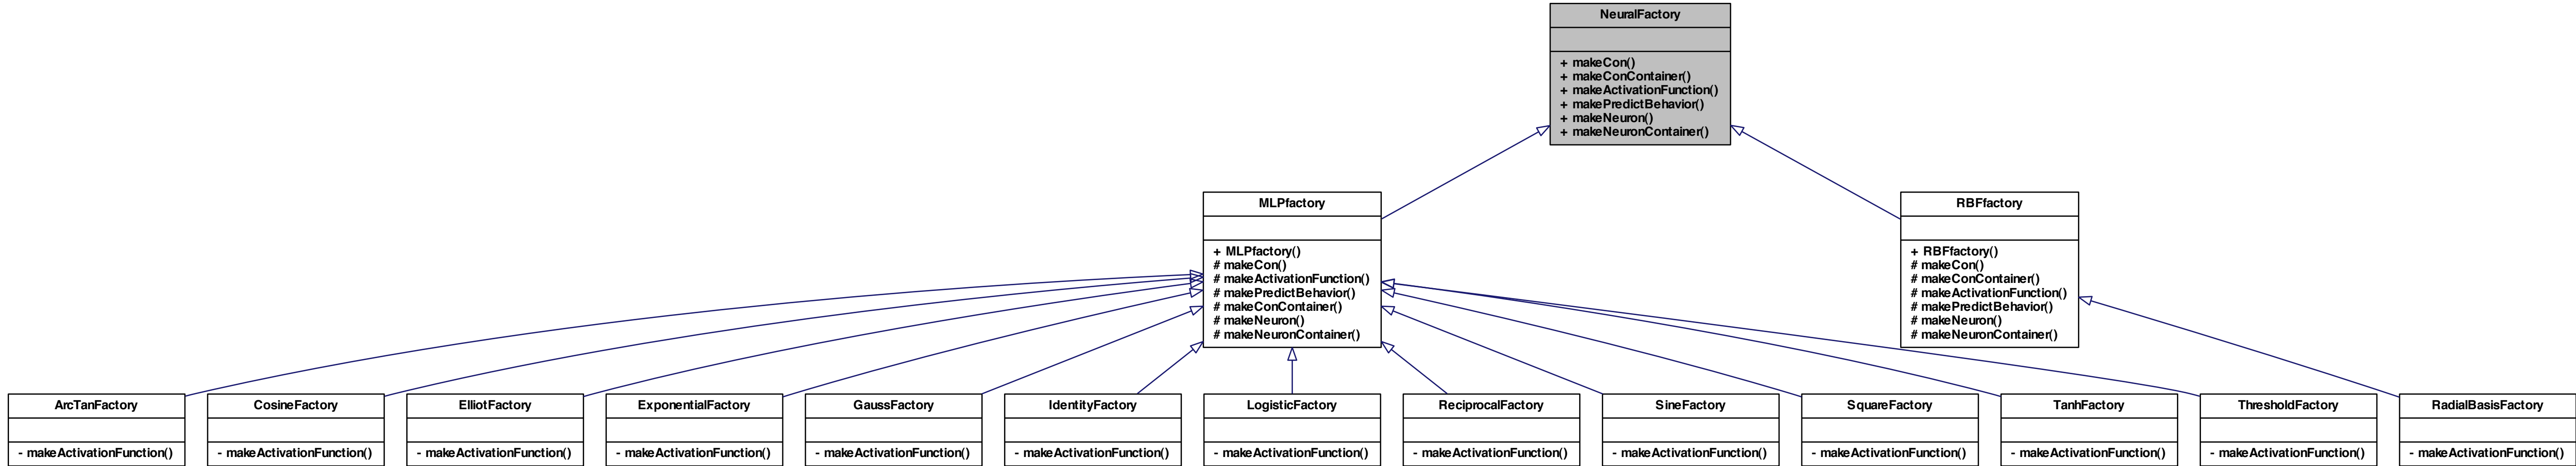 NeuralFactory
+ makeCon()
+ makeConContainer()
+ makeActivationFunction()
+ makePredictBehavior()
+ makeNeuron()
+ makeNeuronContainer()
MLPfactory
+ MLPfactory()
# makeCon()
# makeActivationFunction()
# makePredictBehavior()
# makeConContainer()
# makeNeuron()
# makeNeuronContainer()
RBFfactory
+ RBFfactory()
# makeCon()
# makeConContainer()
# makeActivationFunction()
# makePredictBehavior()
# makeNeuron()
# makeNeuronContainer()
ArcTanFactory
- makeActivationFunction()
CosineFactory
- makeActivationFunction()
ElliotFactory
- makeActivationFunction()
ExponentialFactory
- makeActivationFunction()
GaussFactory
- makeActivationFunction()
IdentityFactory
- makeActivationFunction()
LogisticFactory
- makeActivationFunction()
ReciprocalFactory
- makeActivationFunction()
SineFactory
- makeActivationFunction()
SquareFactory
- makeActivationFunction()
TanhFactory
- makeActivationFunction()
ThresholdFactory
- makeActivationFunction()
RadialBasisFactory
- makeActivationFunction()